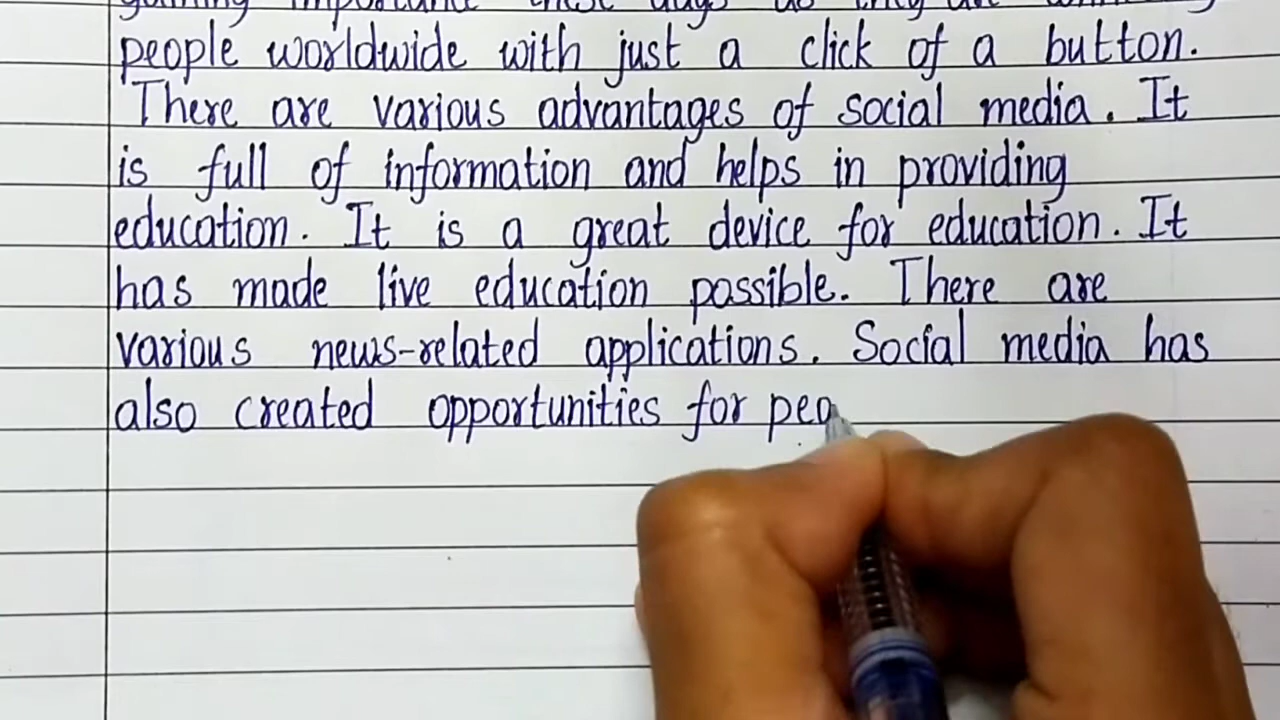 people worldwide with just a click of a button.
There are various advantages of social media. It
is full of information and helps in providing
education. It is a great device for education. It
has made live education possible. There are
various news-related applications. Social media has
also created opportunities for peo